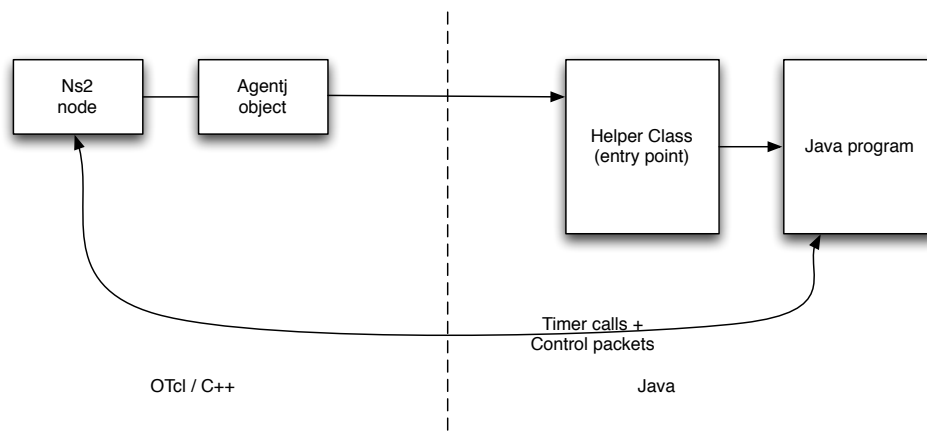 Ns2
node
Agentj
object
Helper Class
(entry point)
Java program
Timer calls +
Control packets
OTcl / C++
Java